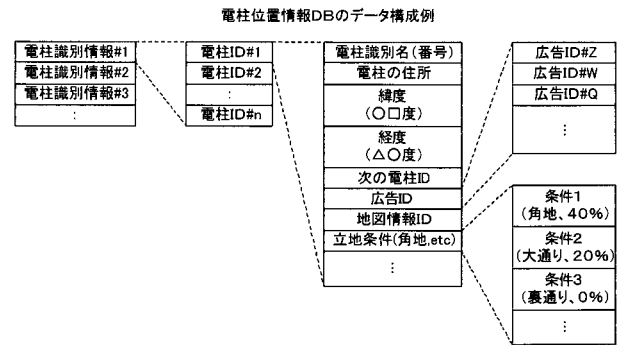 電柱位置情報DBのデータ構成例
電柱識別情報#1
電柱識別情報#2
電柱識別情報#3
:
電柱ID#1
電柱ID#2
:
電柱ID#n
電柱識別名(番号)
電柱の住所
緯度
(○□度)
経度
(△○度)
次の電柱ID
広告ID
地図情報ID
立地条件(角地,etc)
:
広告ID#Z
広告ID#W
広告ID#Q
:
条件1
(角地、40%)
条件2
(大通り、20%)
条件3
(裏通り、0%)
: